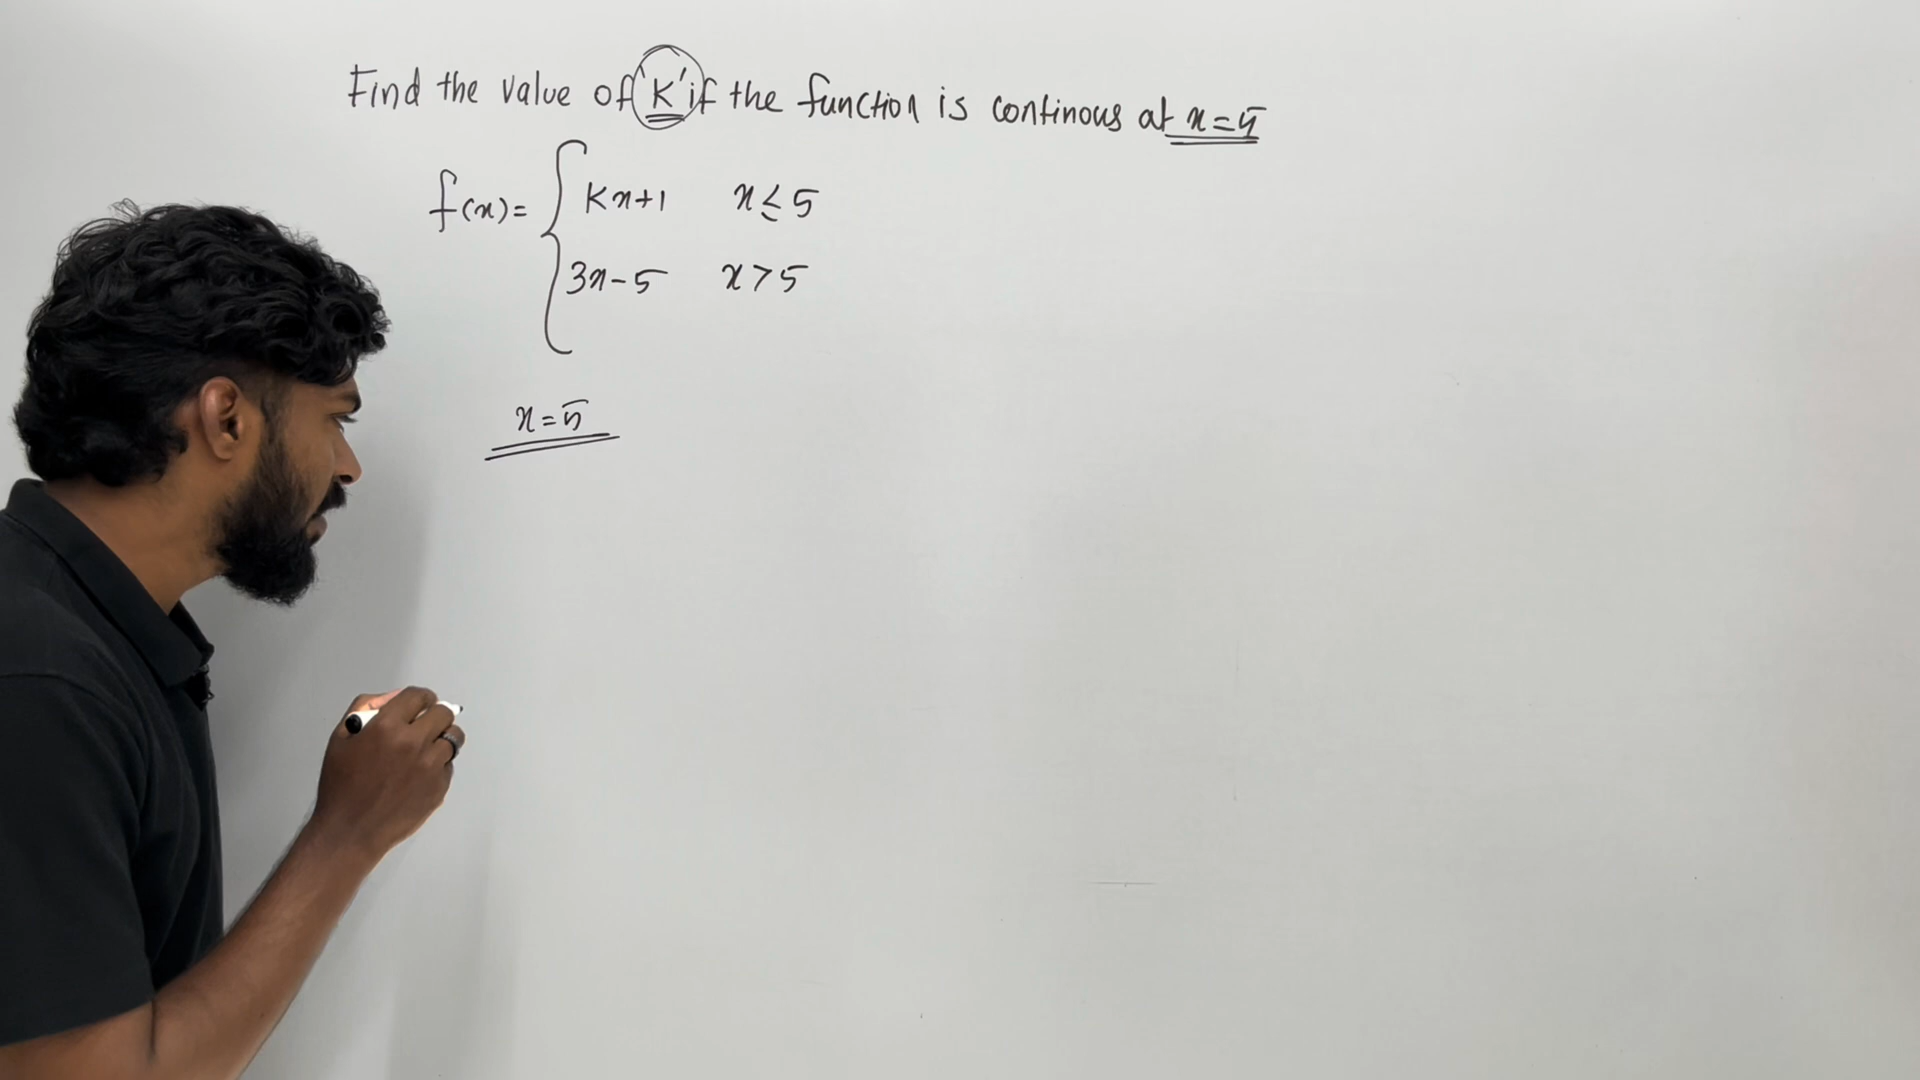 Find the value of 'K' if the function is continous at x=5
f(x)= { Kx+1 x≤5
3x-5 x>5
x=5